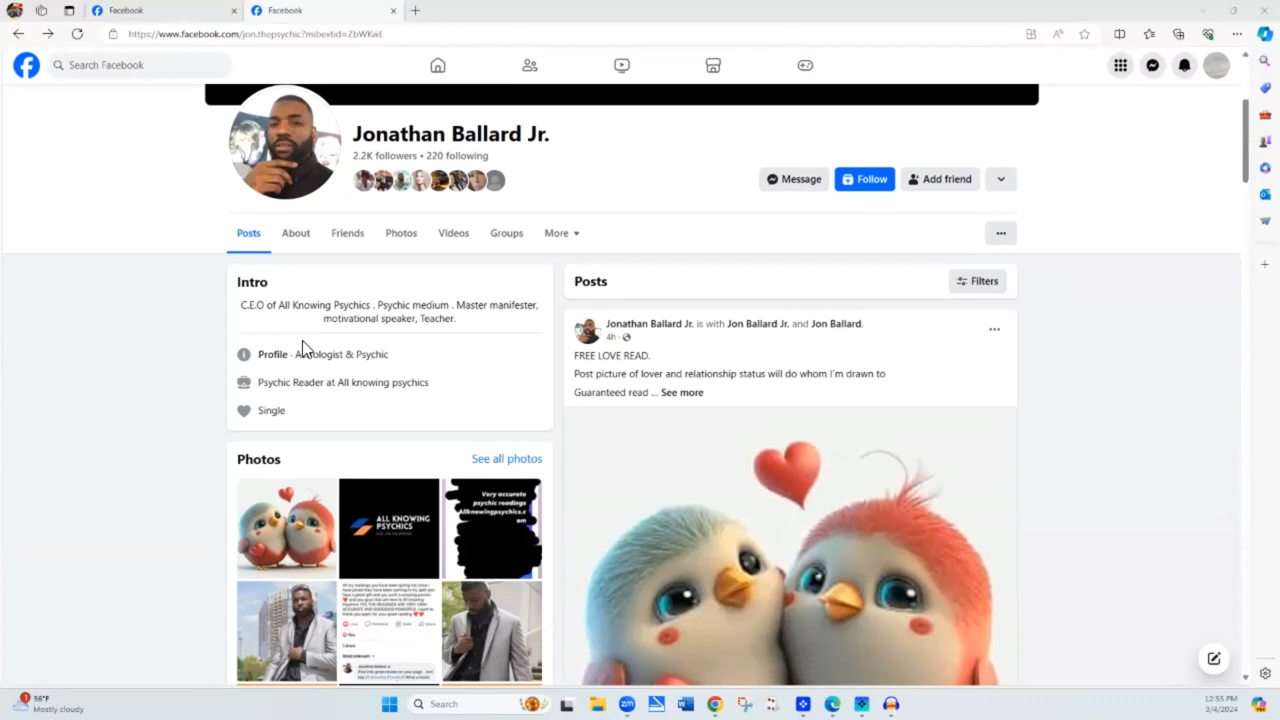 Facebook
Facebook
https://www.facebook.com/jon.thepsychic?mibextid=ZbWKwL
Search Facebook
Jonathan Ballard Jr.
2.2K followers • 220 following
Message
Follow
Add friend
Posts
About
Friends
Photos
Videos
Groups
More
Intro
C.E.O of All Knowing Psychics . Psychic medium . Master manifester,
motivational speaker, Teacher.
Profile · A ologist & Psychic
Psychic Reader at All knowing psychics
Single
Photos
See all photos
ALL KNOWING
PSYCHICS
Very accurate
psychic readings
Allknowingpsychics.c
om
Posts
Filters
Jonathan Ballard Jr. is with Jon Ballard Jr. and Jon Ballard.
4h ·
FREE LOVE READ.
Post picture of lover and relationship status will do whom I'm drawn to
Guaranteed read ... See more
1
56°F
Mostly cloudy
Search
12:55 PM
3/4/2024